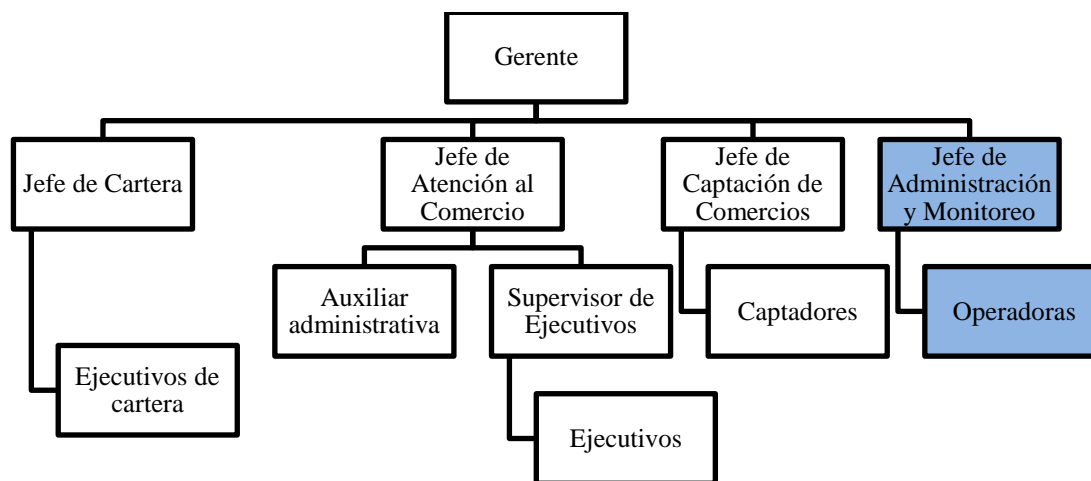 Gerente
Jefe de Cartera
Jefe de
Atención al
Comercio
Jefe de
Captación de
Comercios
Jefe de
Administración
y Monitoreo
Auxiliar
administrativa
Supervisor de
Ejecutivos
Captadores
Operadoras
Ejecutivos de
cartera
Ejecutivos